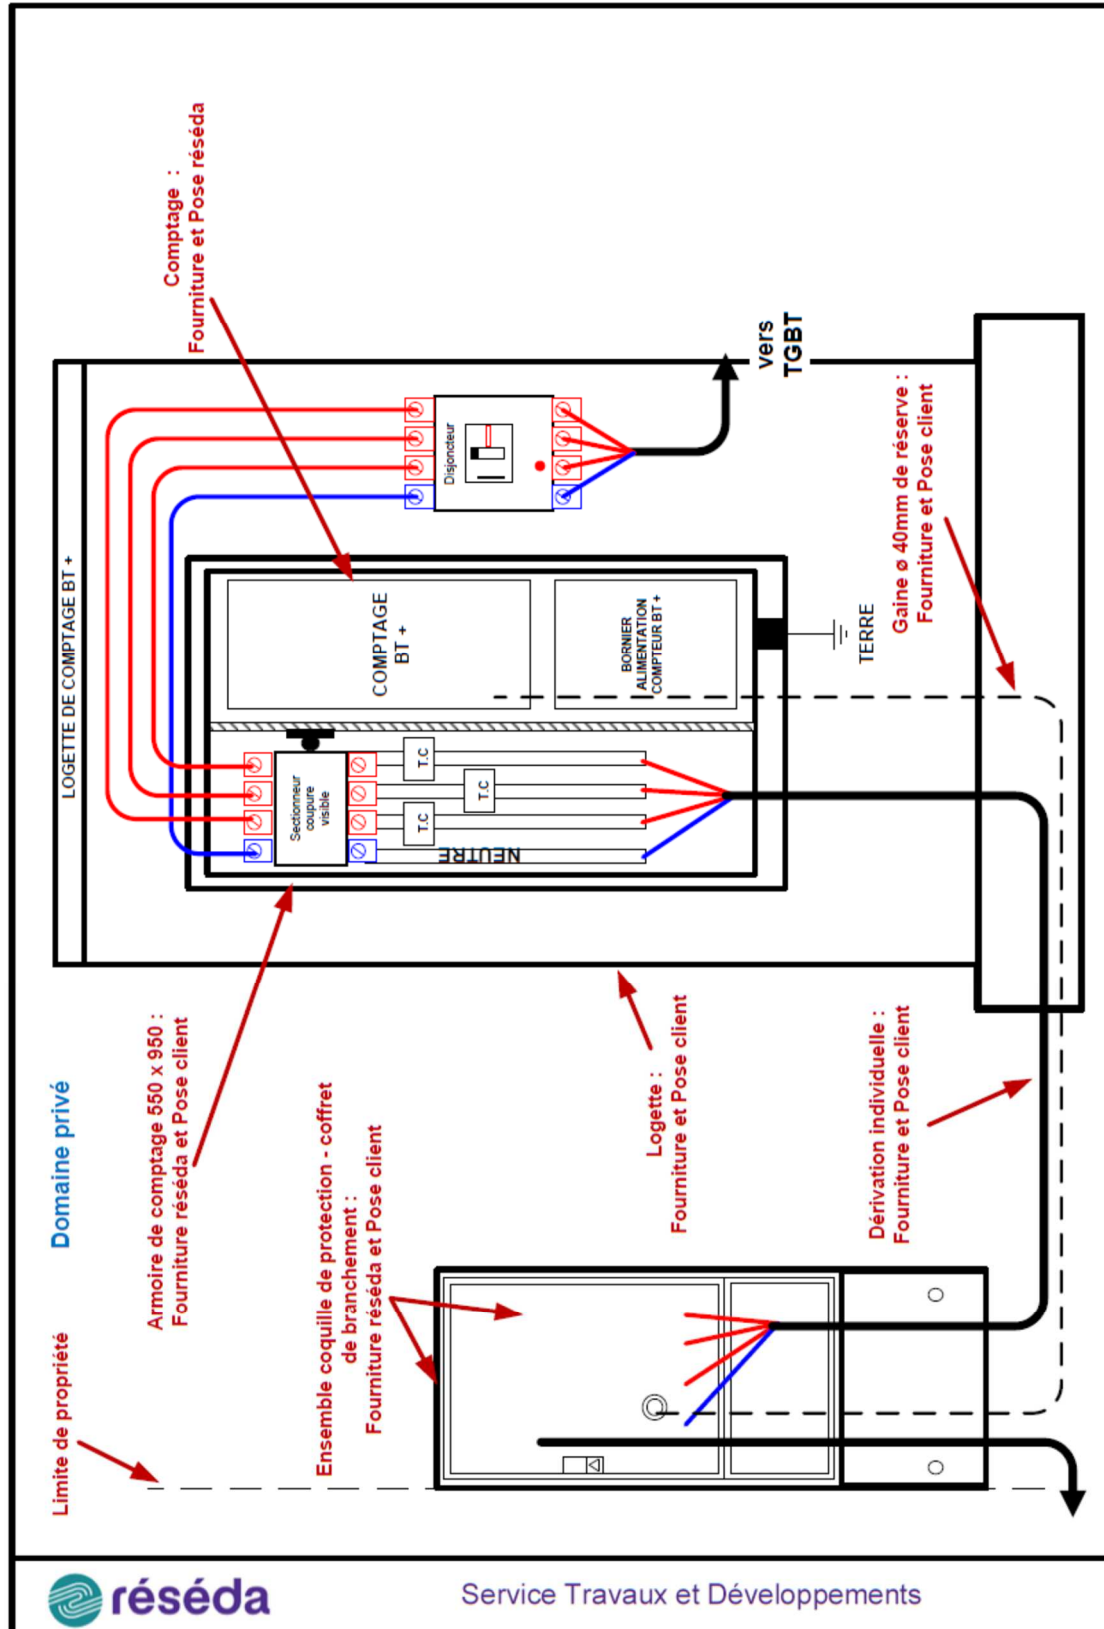 Comptage :
Fourniture et Pose réséda
LOGETTE DE COMPTAGE BT +
Disjoncteur
vers
TGBT
COMPTAGE
BT +
BORNIER
ALIMENTATION
COMPTEUR BT +
TERRE
Gaine ø 40mm de réserve :
Fourniture et Pose client
Sectionneur
coupure
visible
T.C
T.C
T.C
NEUTRE
Domaine privé
Armoire de comptage 550 x 950 :
Fourniture réséda et Pose client
Logette :
Fourniture et Pose client
Dérivation individuelle :
Fourniture et Pose client
Limite de propriété
Ensemble coquille de protection - coffret
de branchement :
Fourniture réséda et Pose client
réséda
Service Travaux et Développements